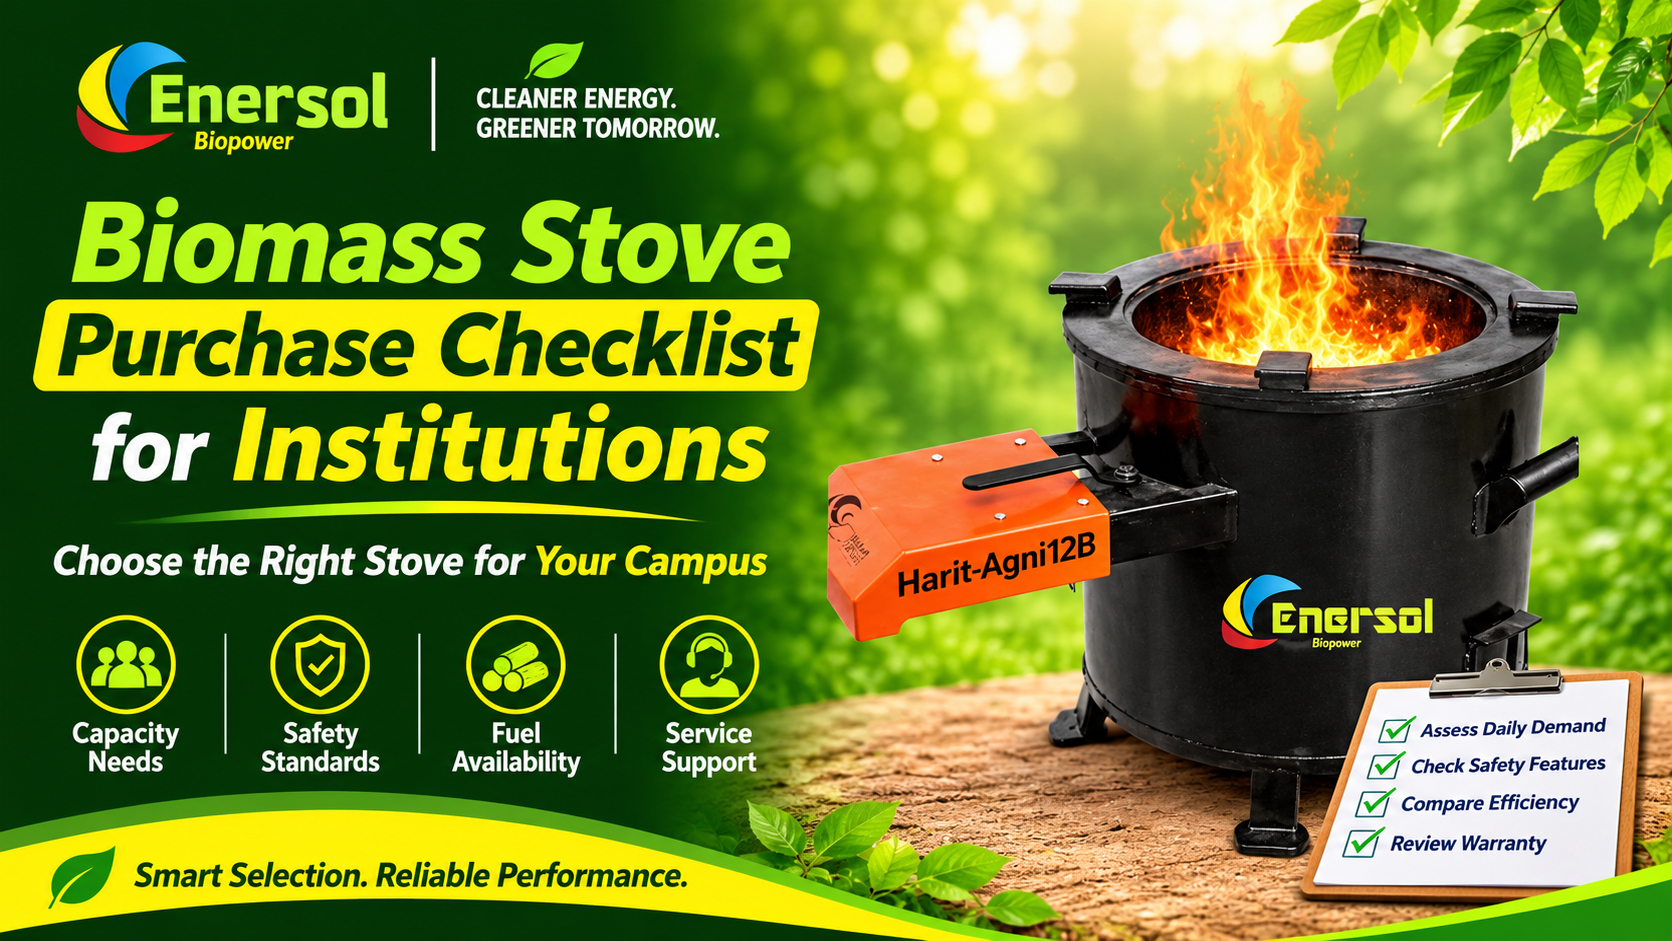 Enersol
Biopower
CLEANER ENERGY.
GREENER TOMORROW.
Biomass Stove
Purchase Checklist
for Institutions
Choose the Right Stove for Your Campus
Capacity
Needs
Safety
Standards
Fuel
Availability
Service
Support
Smart Selection. Reliable Performance.
Harit-Agni12B
Enersol
Biopower
Assess Daily Demand
Check Safety Features
Compare Efficiency
Review Warranty